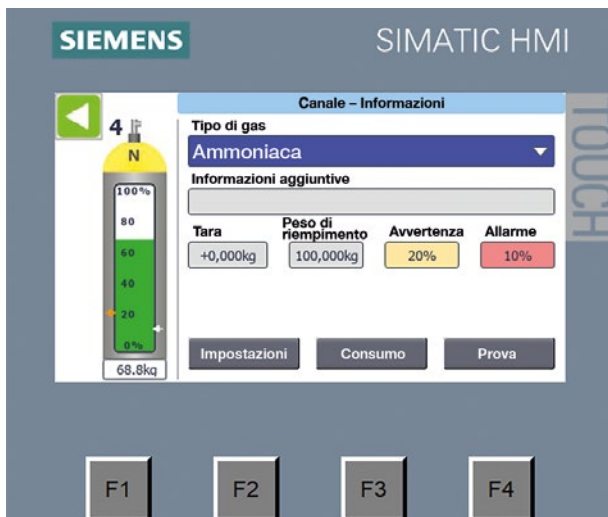 SIEMENS
SIMATIC HMI
TOUCH
Canale – Informazioni
4
Tipo di gas
N
Ammoniaca
Informazioni aggiuntive
100%
80
60
40
20
0%
68.8kg
Tara
Peso di riempimento
Avvertenza
Allarme
+0,000kg
100,000kg
20%
10%
Impostazioni
Consumo
Prova
F1
F2
F3
F4